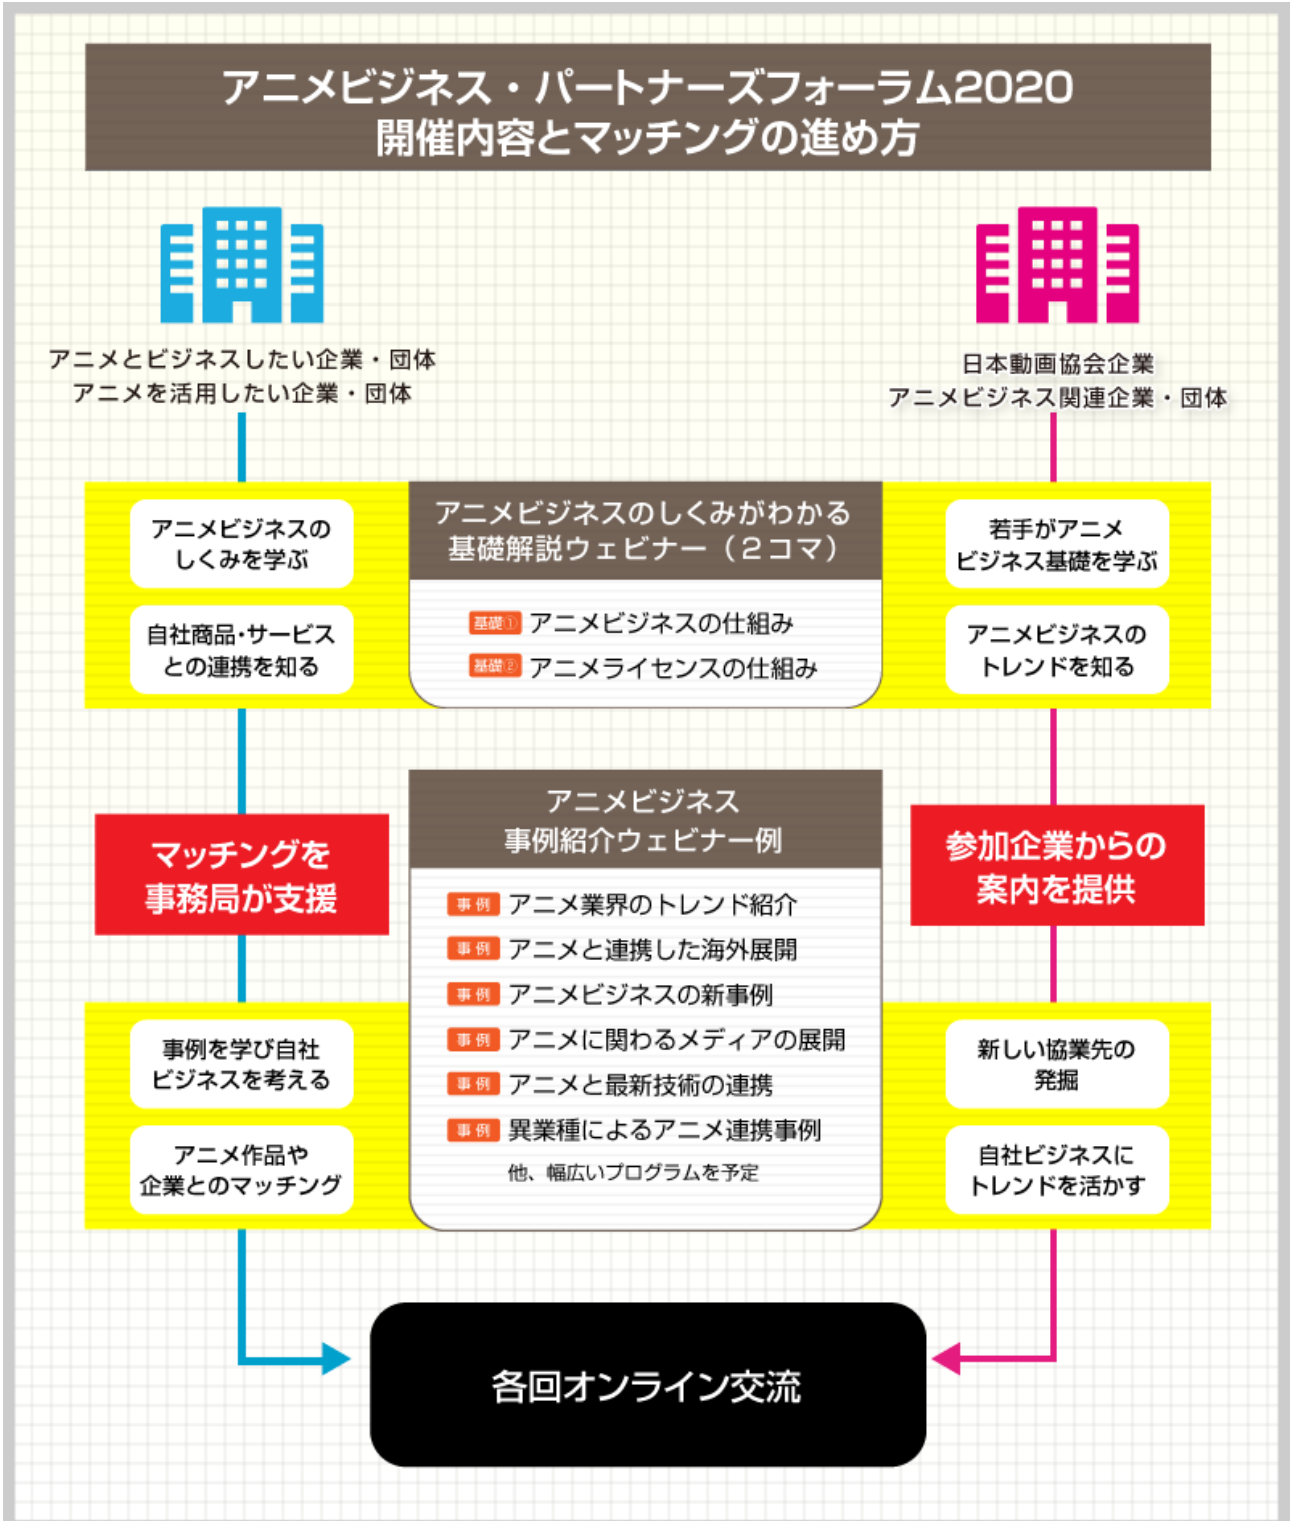 アニメビジネス・パートナーズフォーラム2020
開催内容とマッチングの進め方
アニメとビジネスしたい企業・団体
アニメを活用したい企業・団体
日本動画協会企業
アニメビジネス関連企業・団体
アニメビジネスの
しくみを学ぶ
自社商品・サービス
との連携を知る
アニメビジネスのしくみがわかる
基礎解説ウェビナー（２コマ）
基礎① アニメビジネスの仕組み
基礎② アニメライセンスの仕組み
若手がアニメ
ビジネス基礎を学ぶ
アニメビジネスの
トレンドを知る
マッチングを
事務局が支援
アニメビジネス
事例紹介ウェビナー例
事例 アニメ業界のトレンド紹介
事例 アニメと連携した海外展開
事例 アニメビジネスの新事例
事例 アニメに関わるメディアの展開
事例 アニメと最新技術の連携
事例 異業種によるアニメ連携事例
他、幅広いプログラムを予定
参加企業からの
案内を提供
事例を学び自社
ビジネスを考える
アニメ作品や
企業とのマッチング
新しい協業先の
発掘
自社ビジネスに
トレンドを活かす
各回オンライン交流